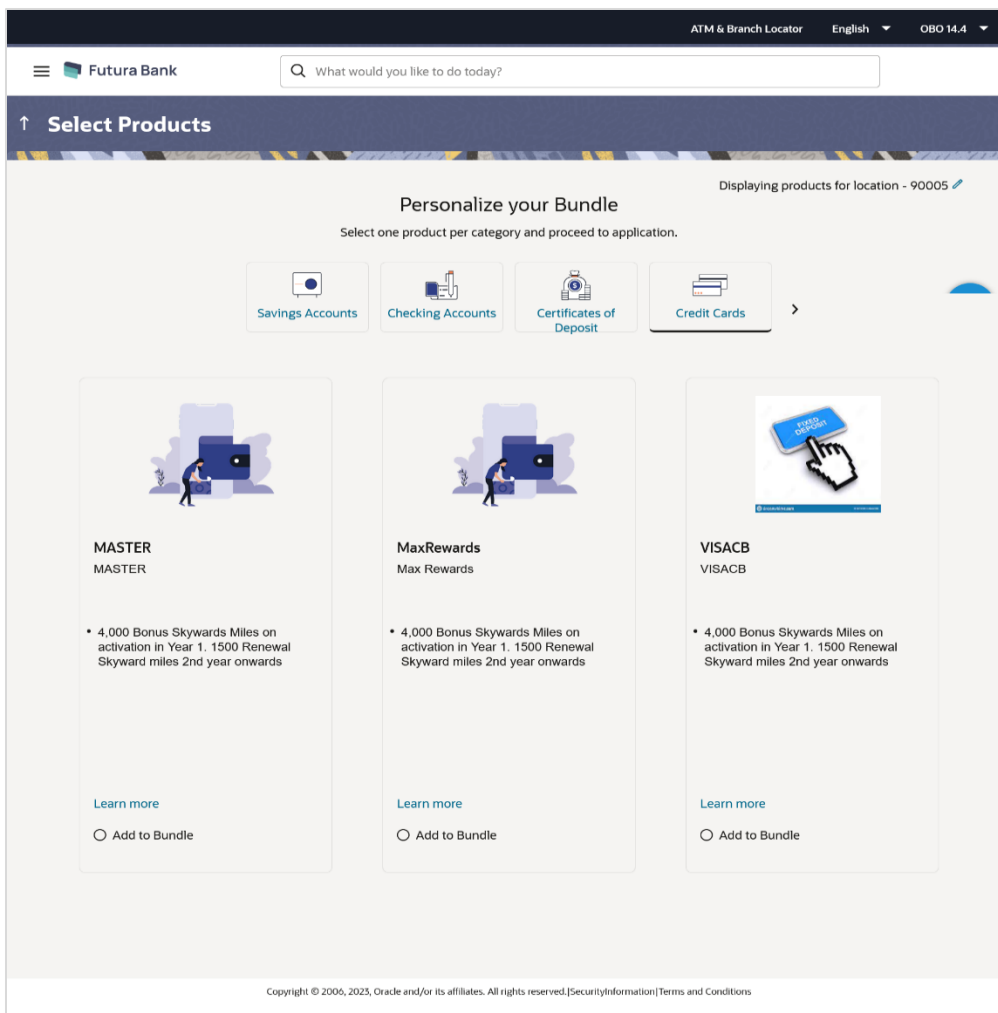 ATM & Branch Locator English OBO 14.4
Futura Bank What would you like to do today?
Select Products
Displaying products for location - 90005
Personalize your Bundle
Select one product per category and proceed to application.
Savings Accounts Checking Accounts Certificates of Deposit Credit Cards
FIXED DEPOSIT
MASTER
MASTER
• 4,000 Bonus Skywards Miles on
activation in Year 1. 1500 Renewal
Skyward miles 2nd year onwards
Learn more
Add to Bundle
MaxRewards
Max Rewards
• 4,000 Bonus Skywards Miles on
activation in Year 1. 1500 Renewal
Skyward miles 2nd year onwards
Learn more
Add to Bundle
VISACB
VISACB
• 4,000 Bonus Skywards Miles on
activation in Year 1. 1500 Renewal
Skyward miles 2nd year onwards
Learn more
Add to Bundle
Copyright © 2006, 2023, Oracle and/or its affiliates. All rights reserved.|SecurityInformation|Terms and Conditions